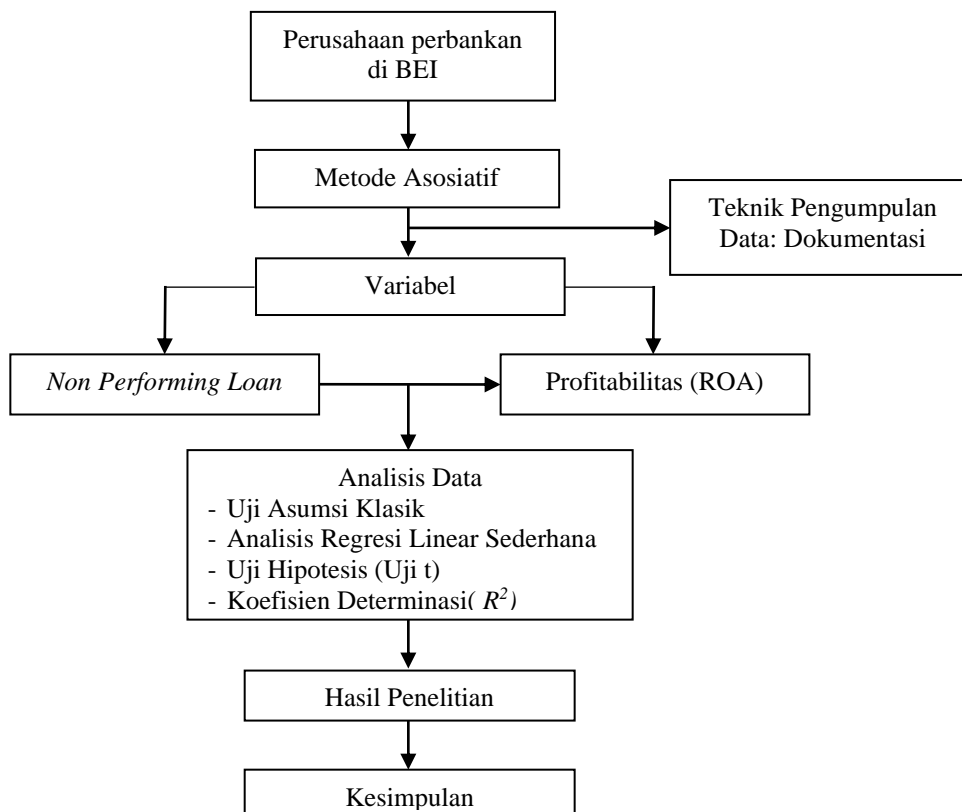 Perusahaan perbankan
di BEI
Metode Asosiatif
Teknik Pengumpulan
Data: Dokumentasi
Variabel
Non Performing Loan
Profitabilitas (ROA)
Analisis Data
- Uji Asumsi Klasik
- Analisis Regresi Linear Sederhana
- Uji Hipotesis (Uji t)
- Koefisien Determinasi( R²)
Hasil Penelitian
Kesimpulan